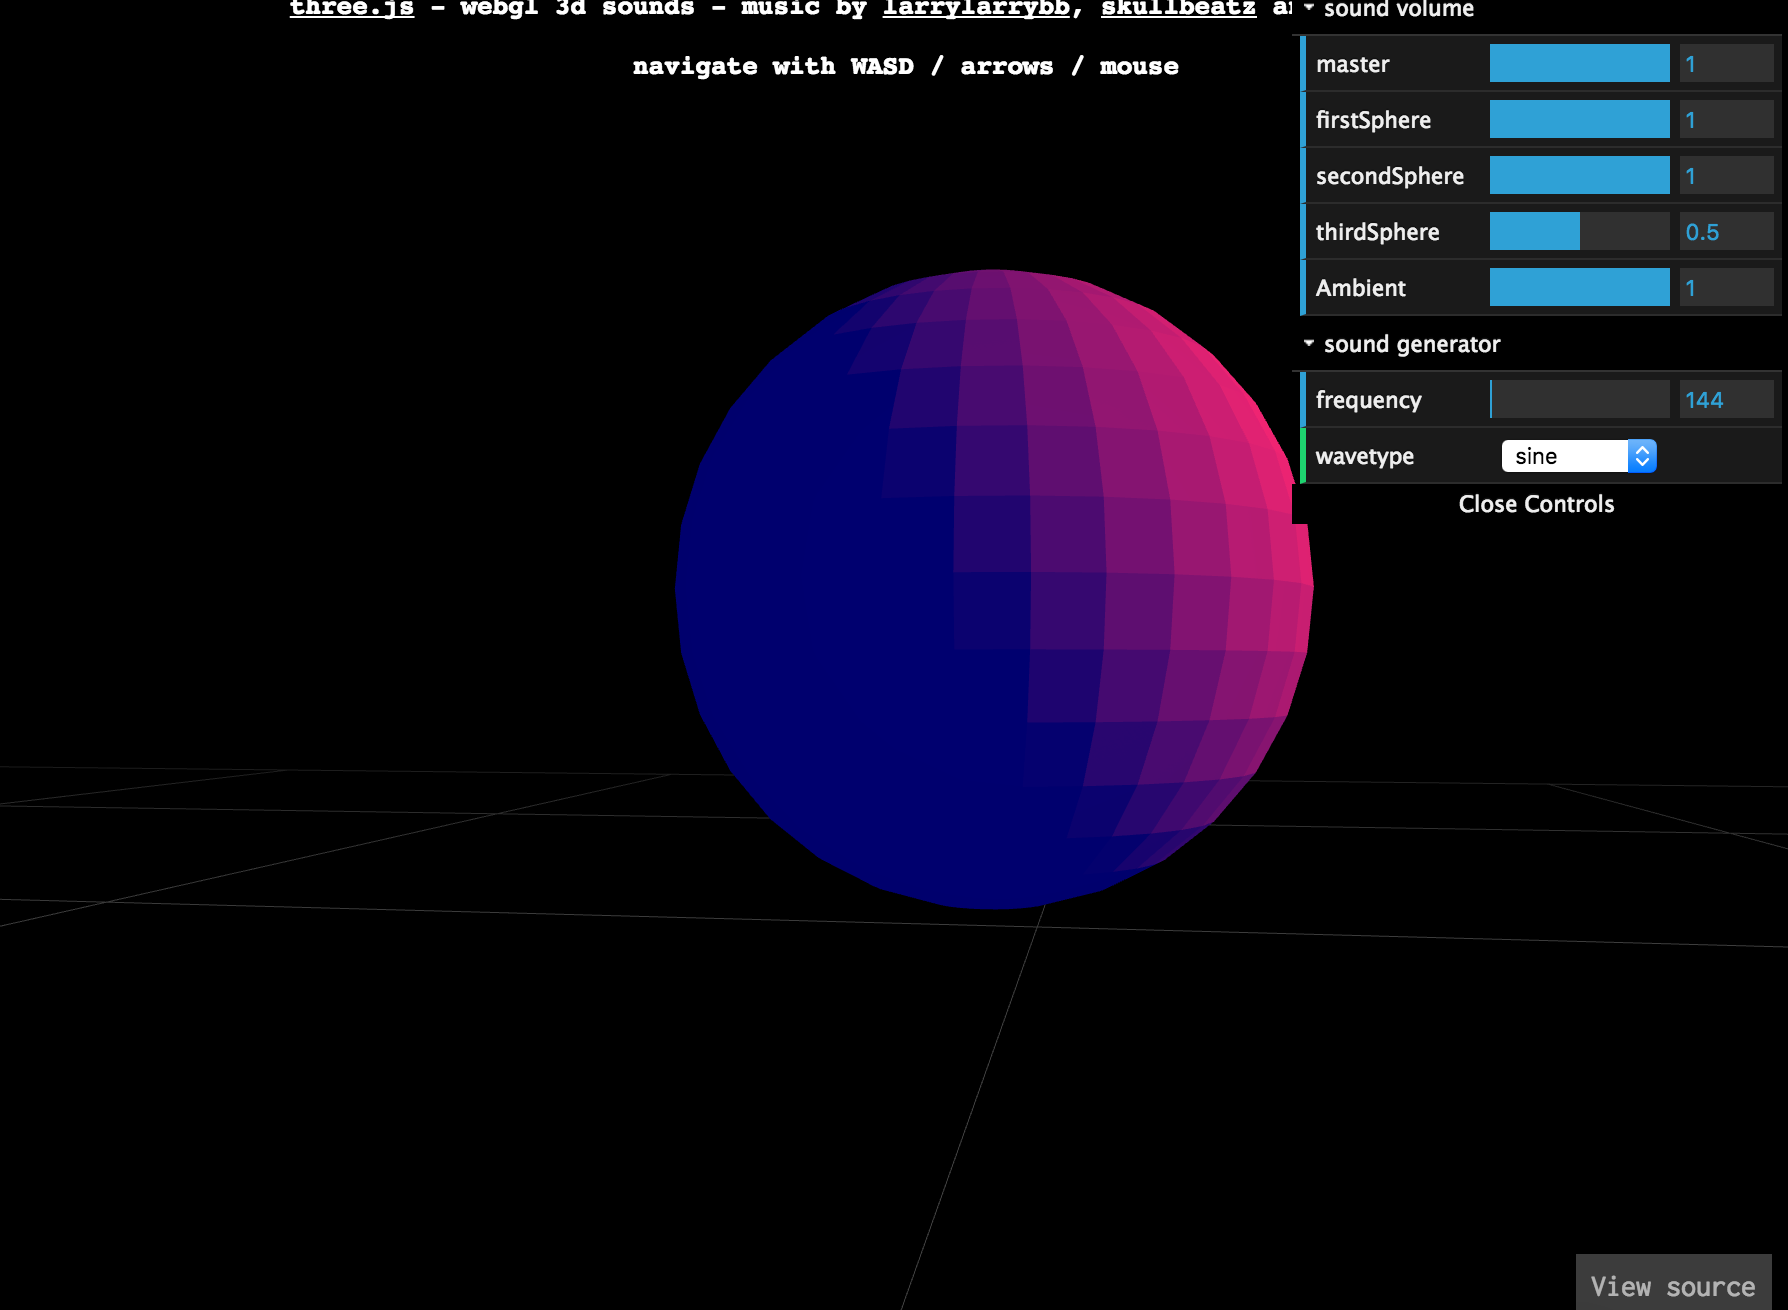 three.js - webgl 3d sounds - music by larrylarrybb, skullbeatz
navigate with WASD / arrows / mouse
sound volume
master 1
firstSphere 1
secondSphere 1
thirdSphere 0.5
Ambient 1
sound generator
frequency 144
wavetype sine
Close Controls
View source